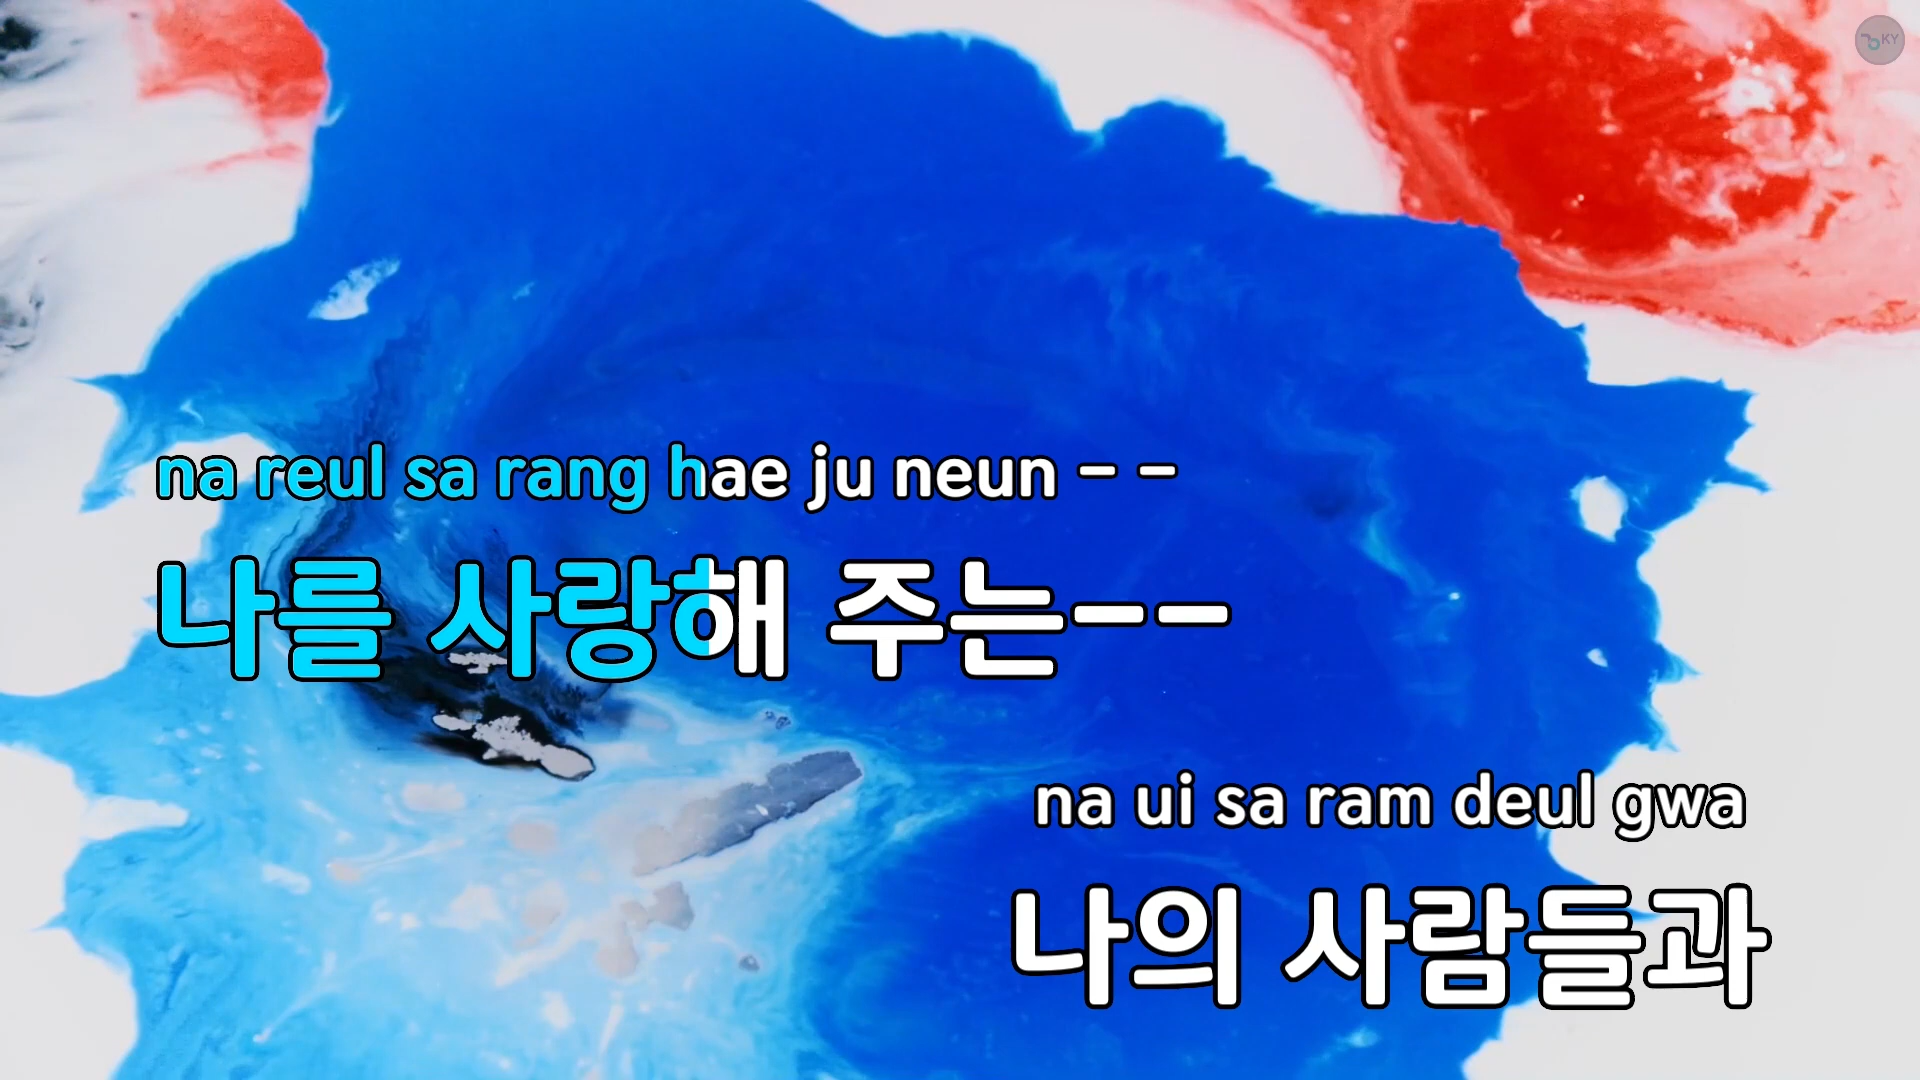 KY
na reul sa rang hae ju neun – –
나를 사랑해 주는––
na ui sa ram deul gwa
나의 사람들과